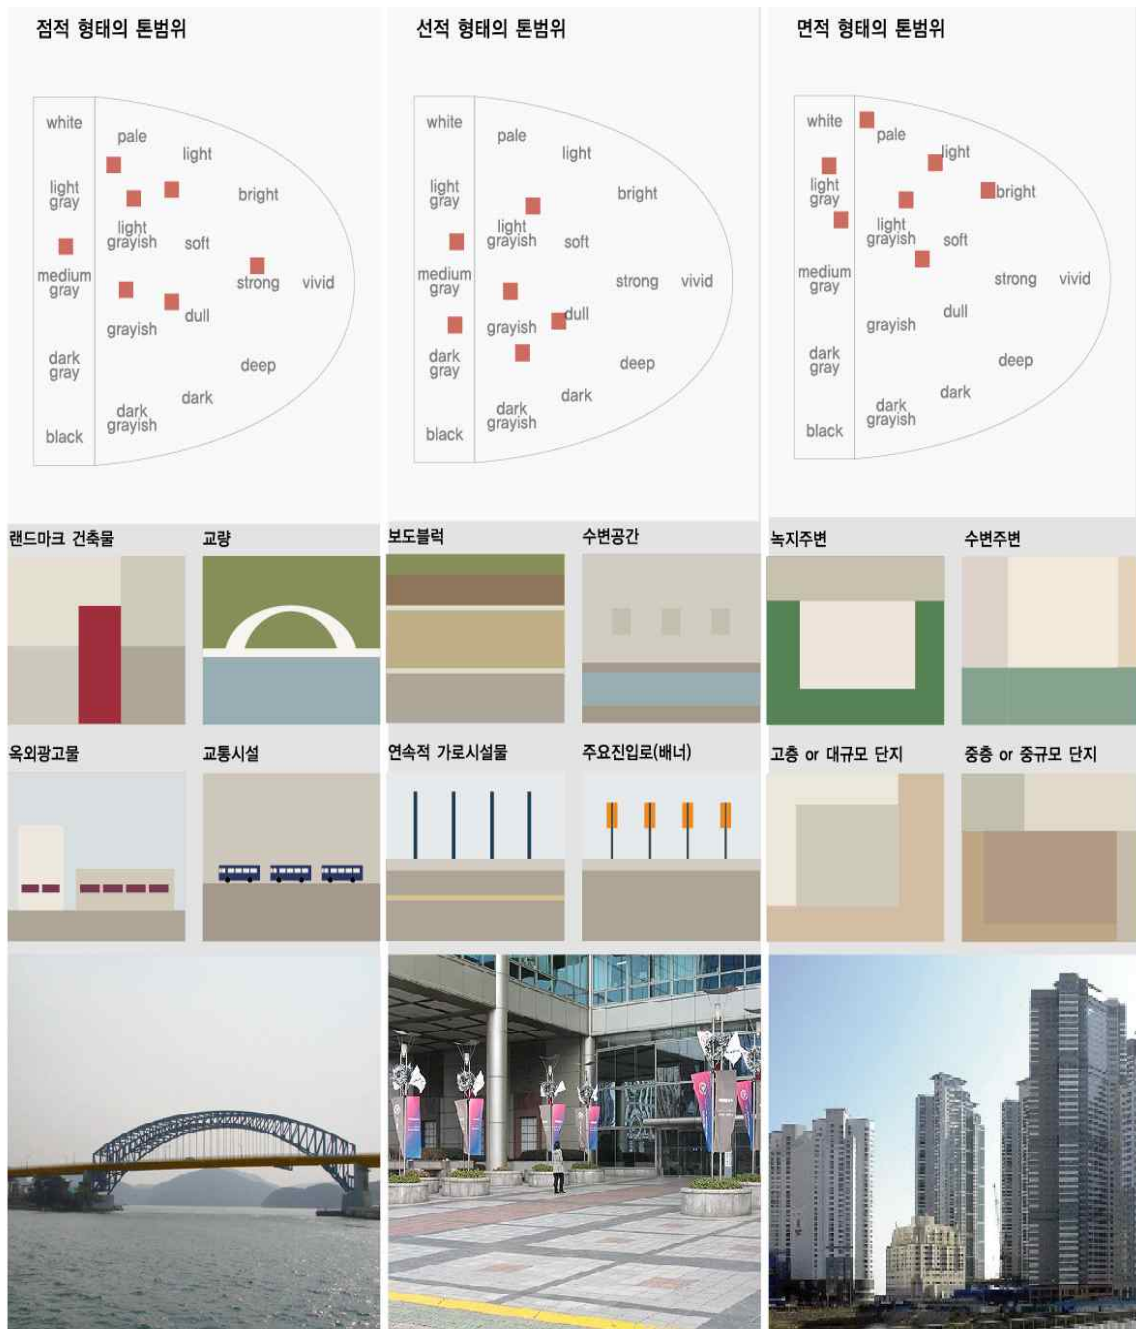 점적 형태의 톤범위
white
pale
light
light
gray
bright
light
grayish
soft
medium
gray
strong
vivid
dull
grayish
dark
gray
deep
dark
dark
grayish
black
선적 형태의 톤범위
white
pale
light
light
gray
bright
light
grayish
soft
medium
gray
strong
vivid
dull
grayish
dark
gray
deep
dark
dark
grayish
black
면적 형태의 톤범위
white
pale
light
light
gray
bright
light
grayish
soft
medium
gray
strong
vivid
dull
grayish
dark
gray
deep
dark
dark
grayish
black
랜드마크 건축물
교량
보도블럭
수변공간
녹지주변
수변주변
옥외광고물
교통시설
연속적 가로시설물
주요진입로(배너)
고층 or 대규모 단지
중층 or 중규모 단지